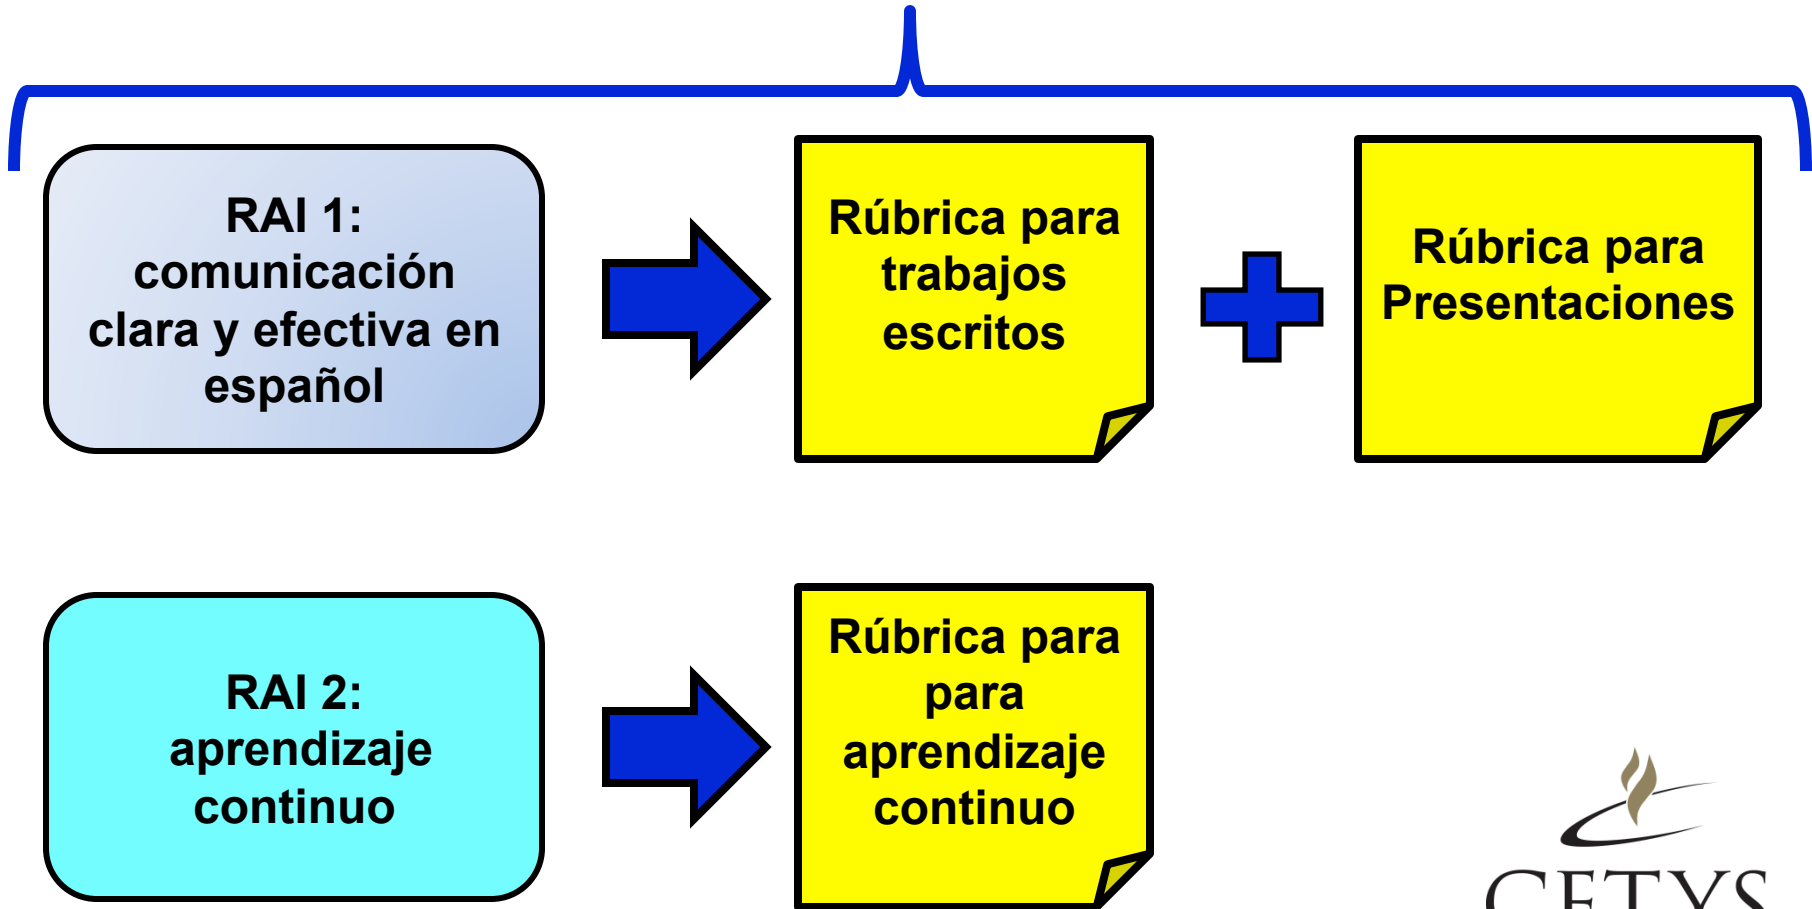 RAI 1:
comunicación
clara y efectiva en
español
Rúbrica para
trabajos
escritos
Rúbrica para
Presentaciones
RAI 2:
aprendizaje
continuo
Rúbrica para
para
aprendizaje
continuo
CETYS